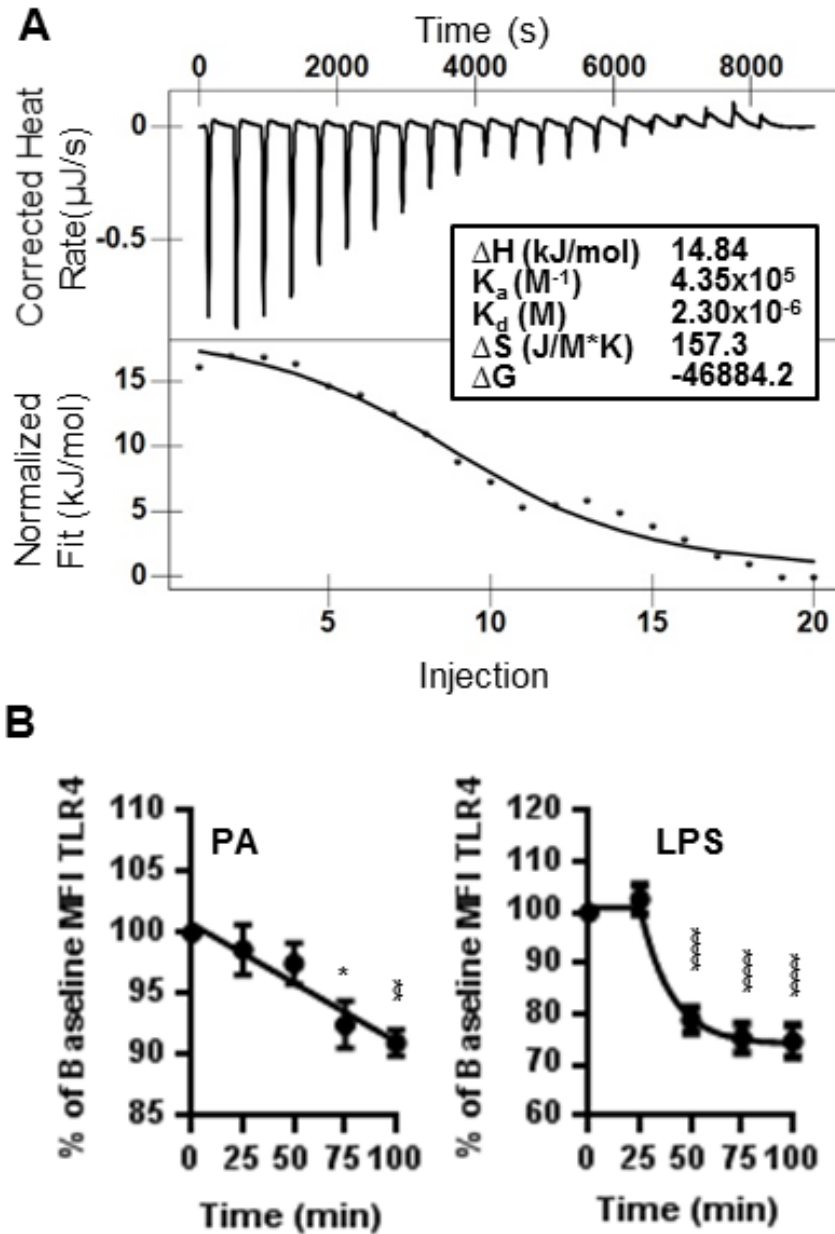 A
Time (s)
0 2000 4000 6000 8000
Corrected Heat
Rate(µJ/s)
0
-0.5
ΔH (kJ/mol) 14.84
Kₐ (M⁻¹) 4.35x10⁵
K_d (M) 2.30x10⁻⁶
ΔS (J/M*K) 157.3
ΔG -46884.2
Normalized
Fit (kJ/mol)
15
10
5
0
5 10 15 20
Injection
B
% of B aseline MFI TLR4
110
105
100
95
90
85
PA
*
0 25 50 75 100
Time (min)
% of B aseline MFI TLR4
120
110
100
90
80
70
60
LPS
0 25 50 75 100
Time (min)